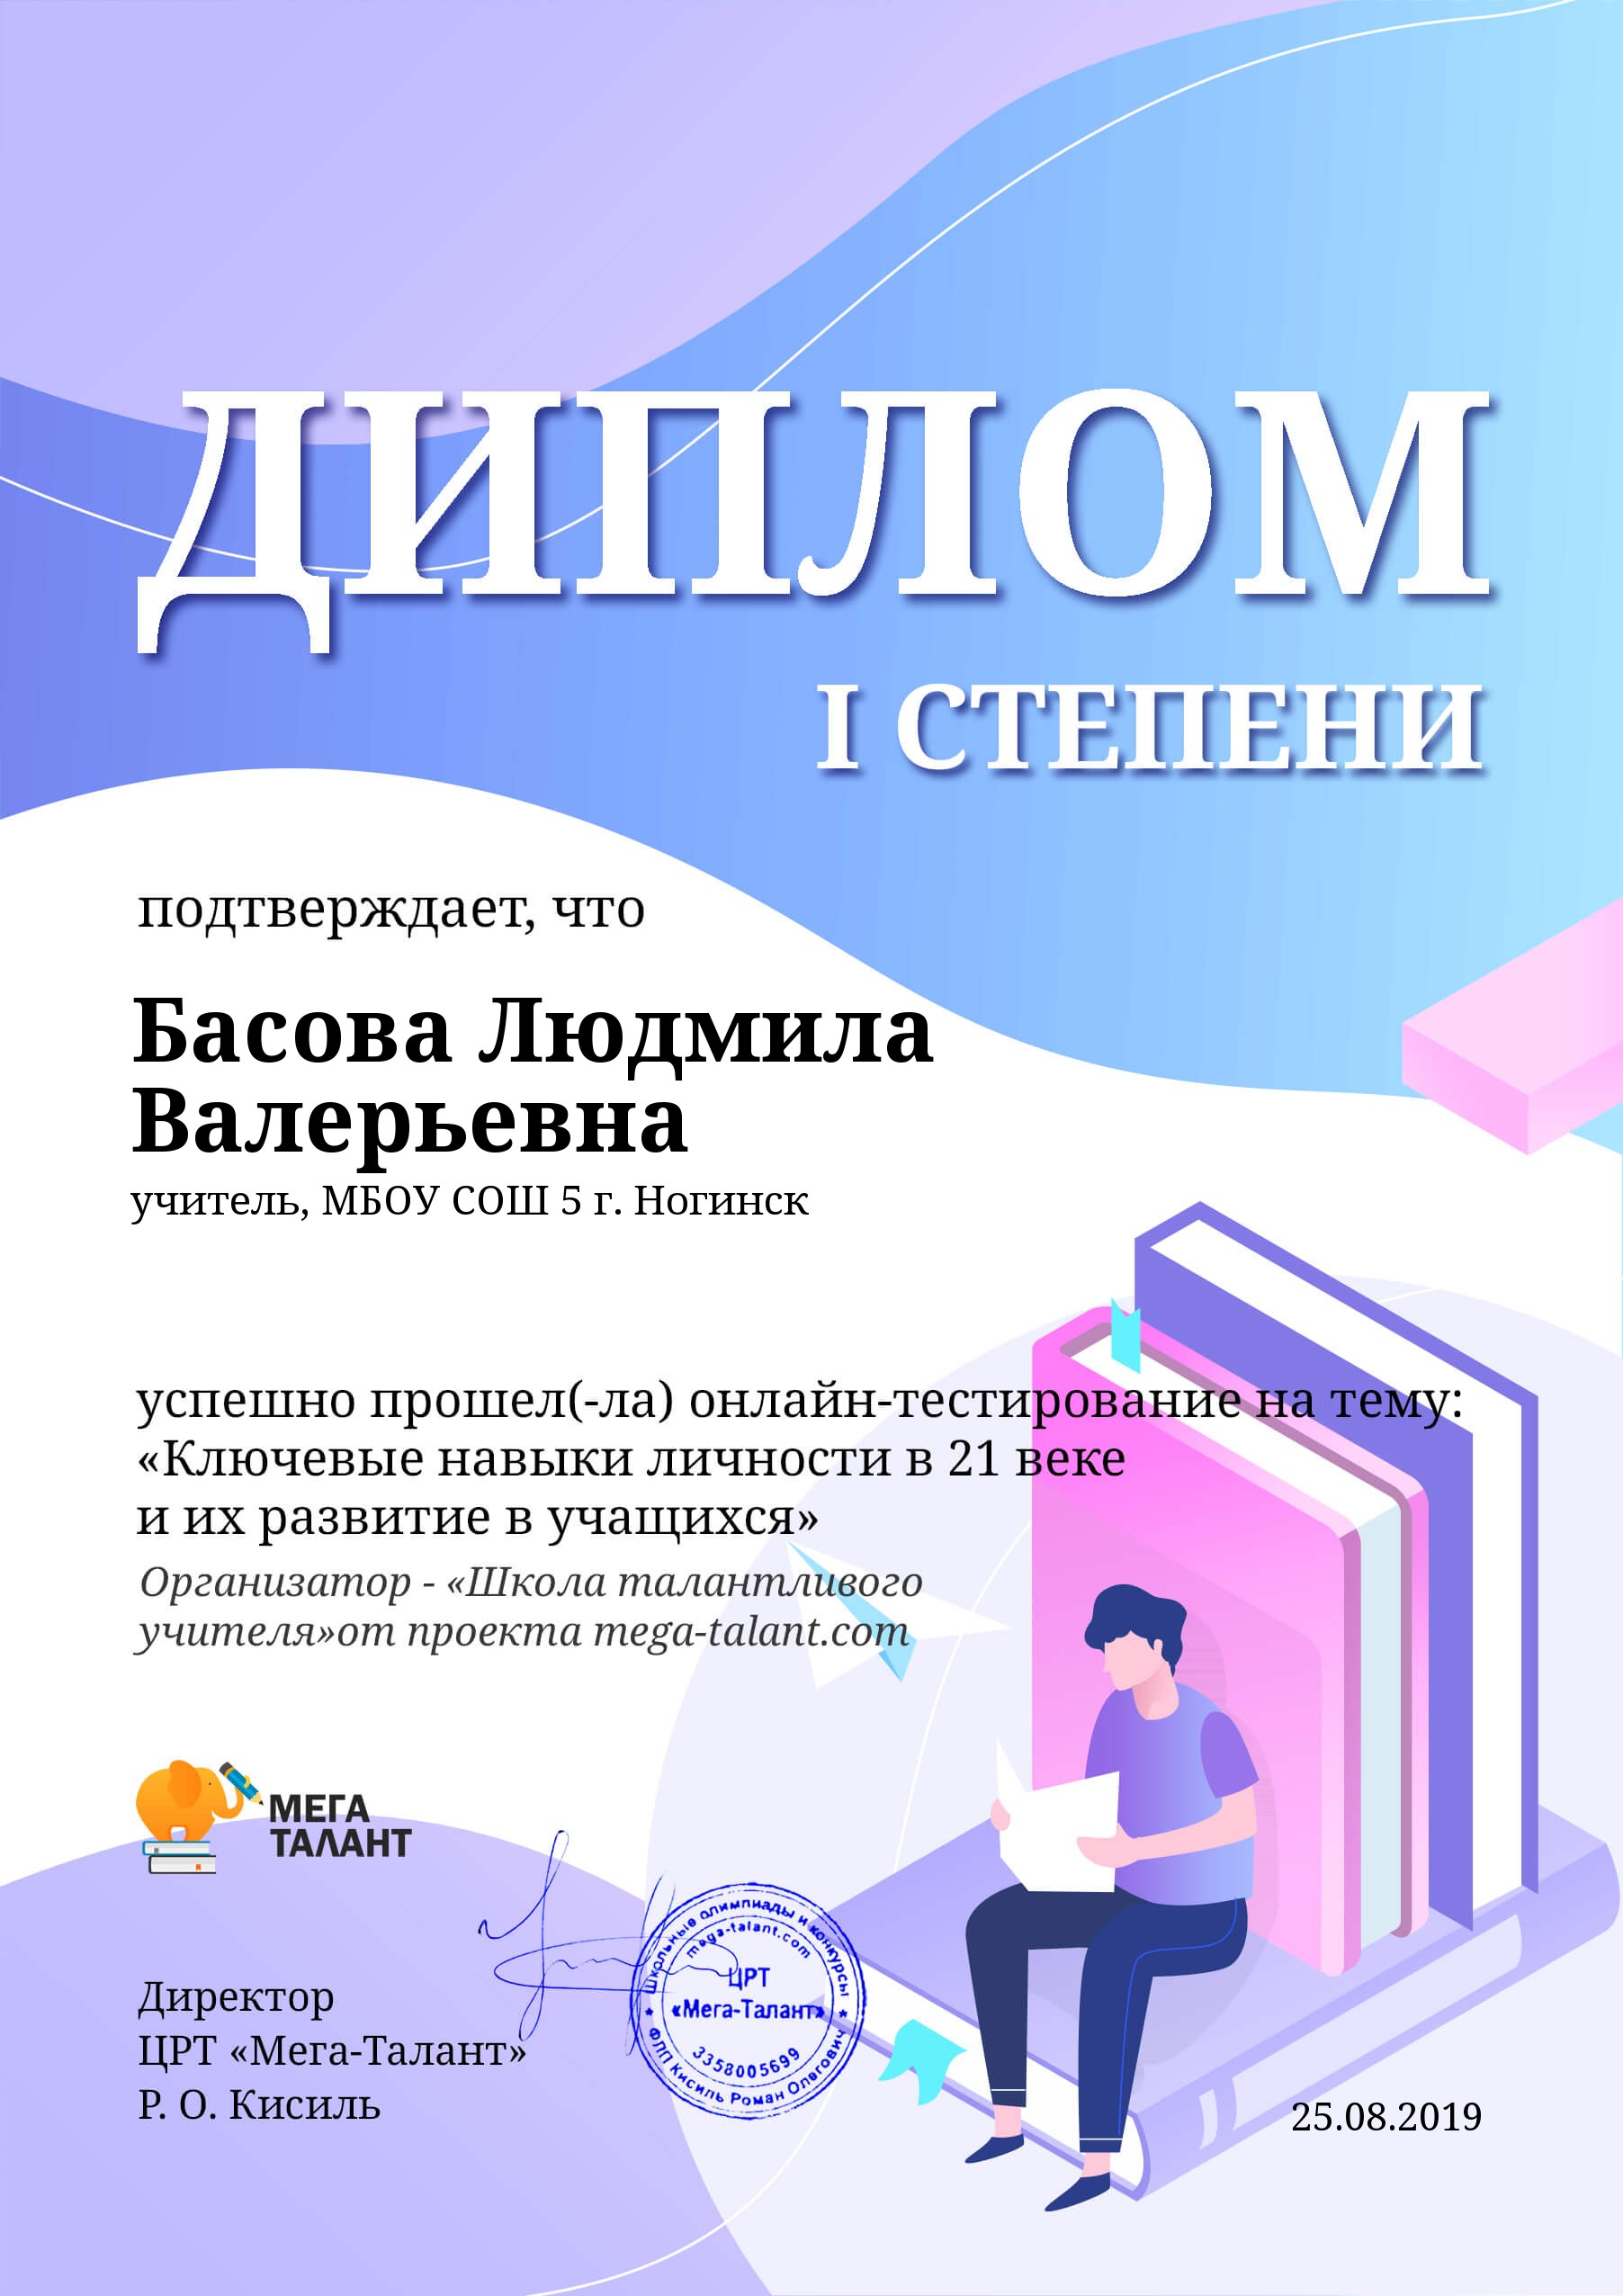 ДИПЛОМ
I СТЕПЕНИ
подтверждает, что
Басова Людмила
Валерьевна
учитель, МБОУ СОШ 5 г. Ногинск
успешно прошел(-ла) онлайн-тестирование на тему:
«Ключевые навыки личности в 21 веке
и их развитие в учащихся»
Организатор - «Школа талантливого
учителя»от проекта mega-talant.com
МЕГА
ТАЛАНТ
Школьные олимпиады и конкурсы
mega-talant.com
ЦРТ
«Мега-Талант»
3358005699
ФЛП Кисиль Роман Олегович
Директор
ЦРТ «Мега-Талант»
Р. О. Кисиль
25.08.2019